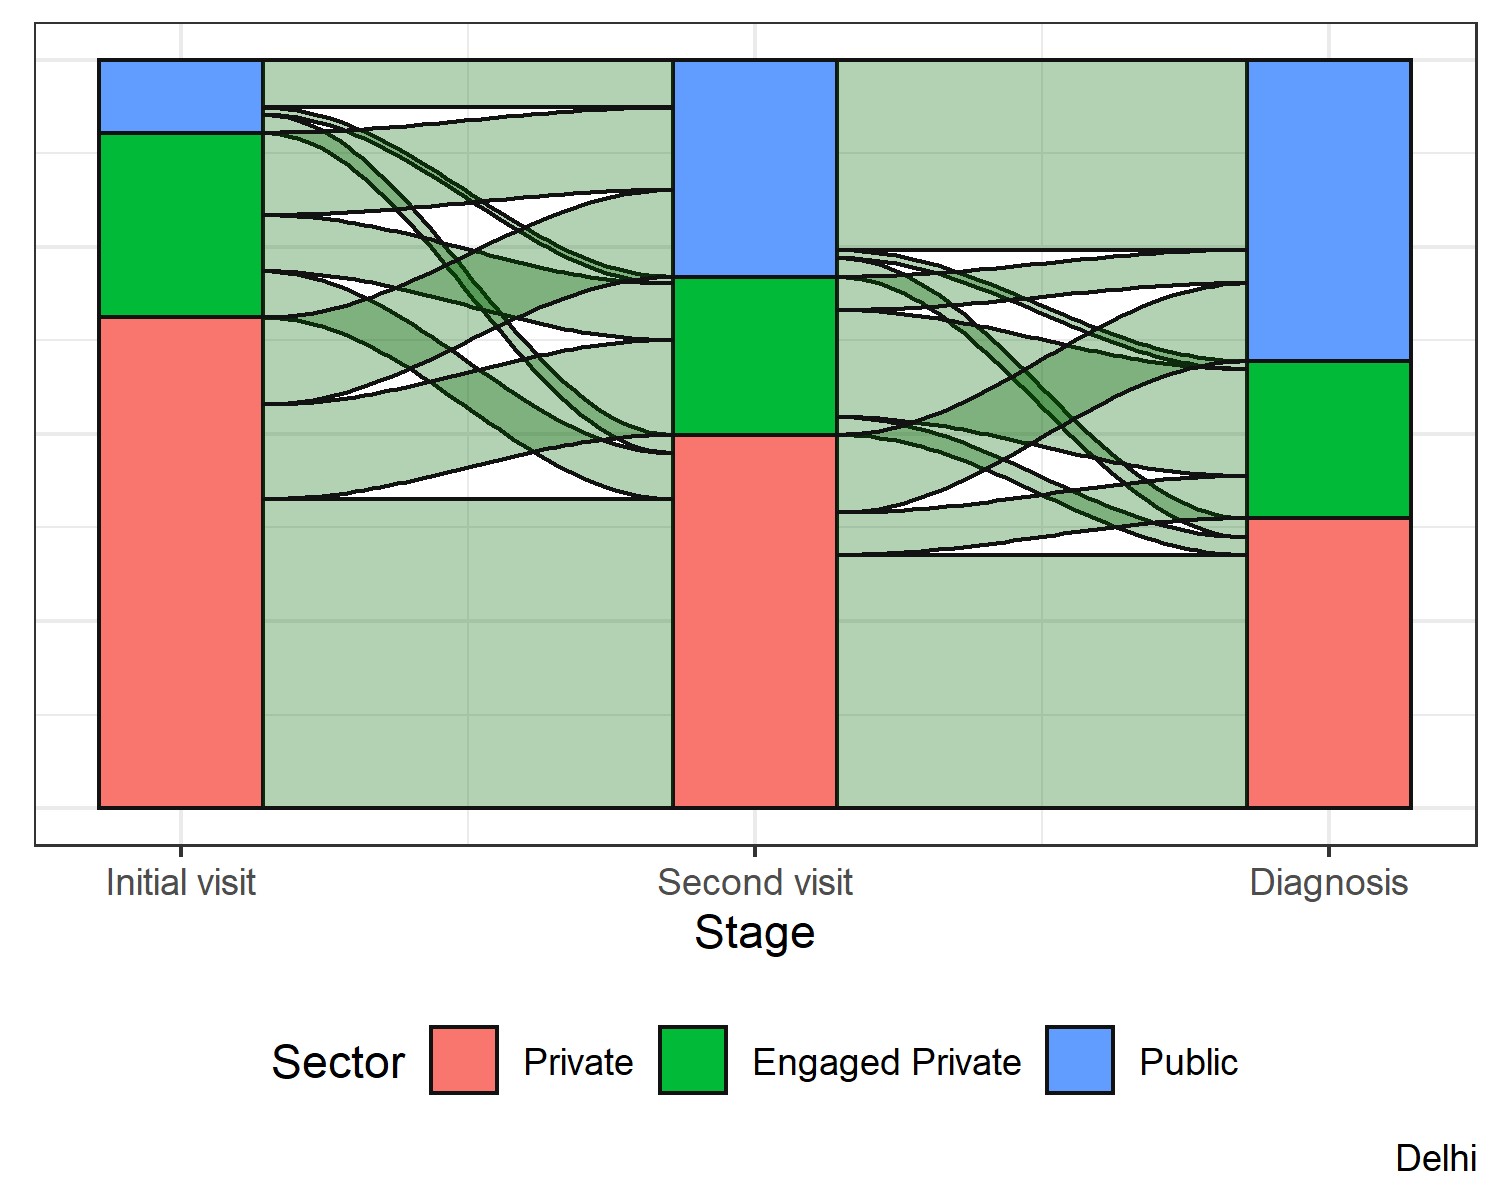 Initial visit Second visit Diagnosis
Stage
Sector Private Engaged Private Public
Delhi